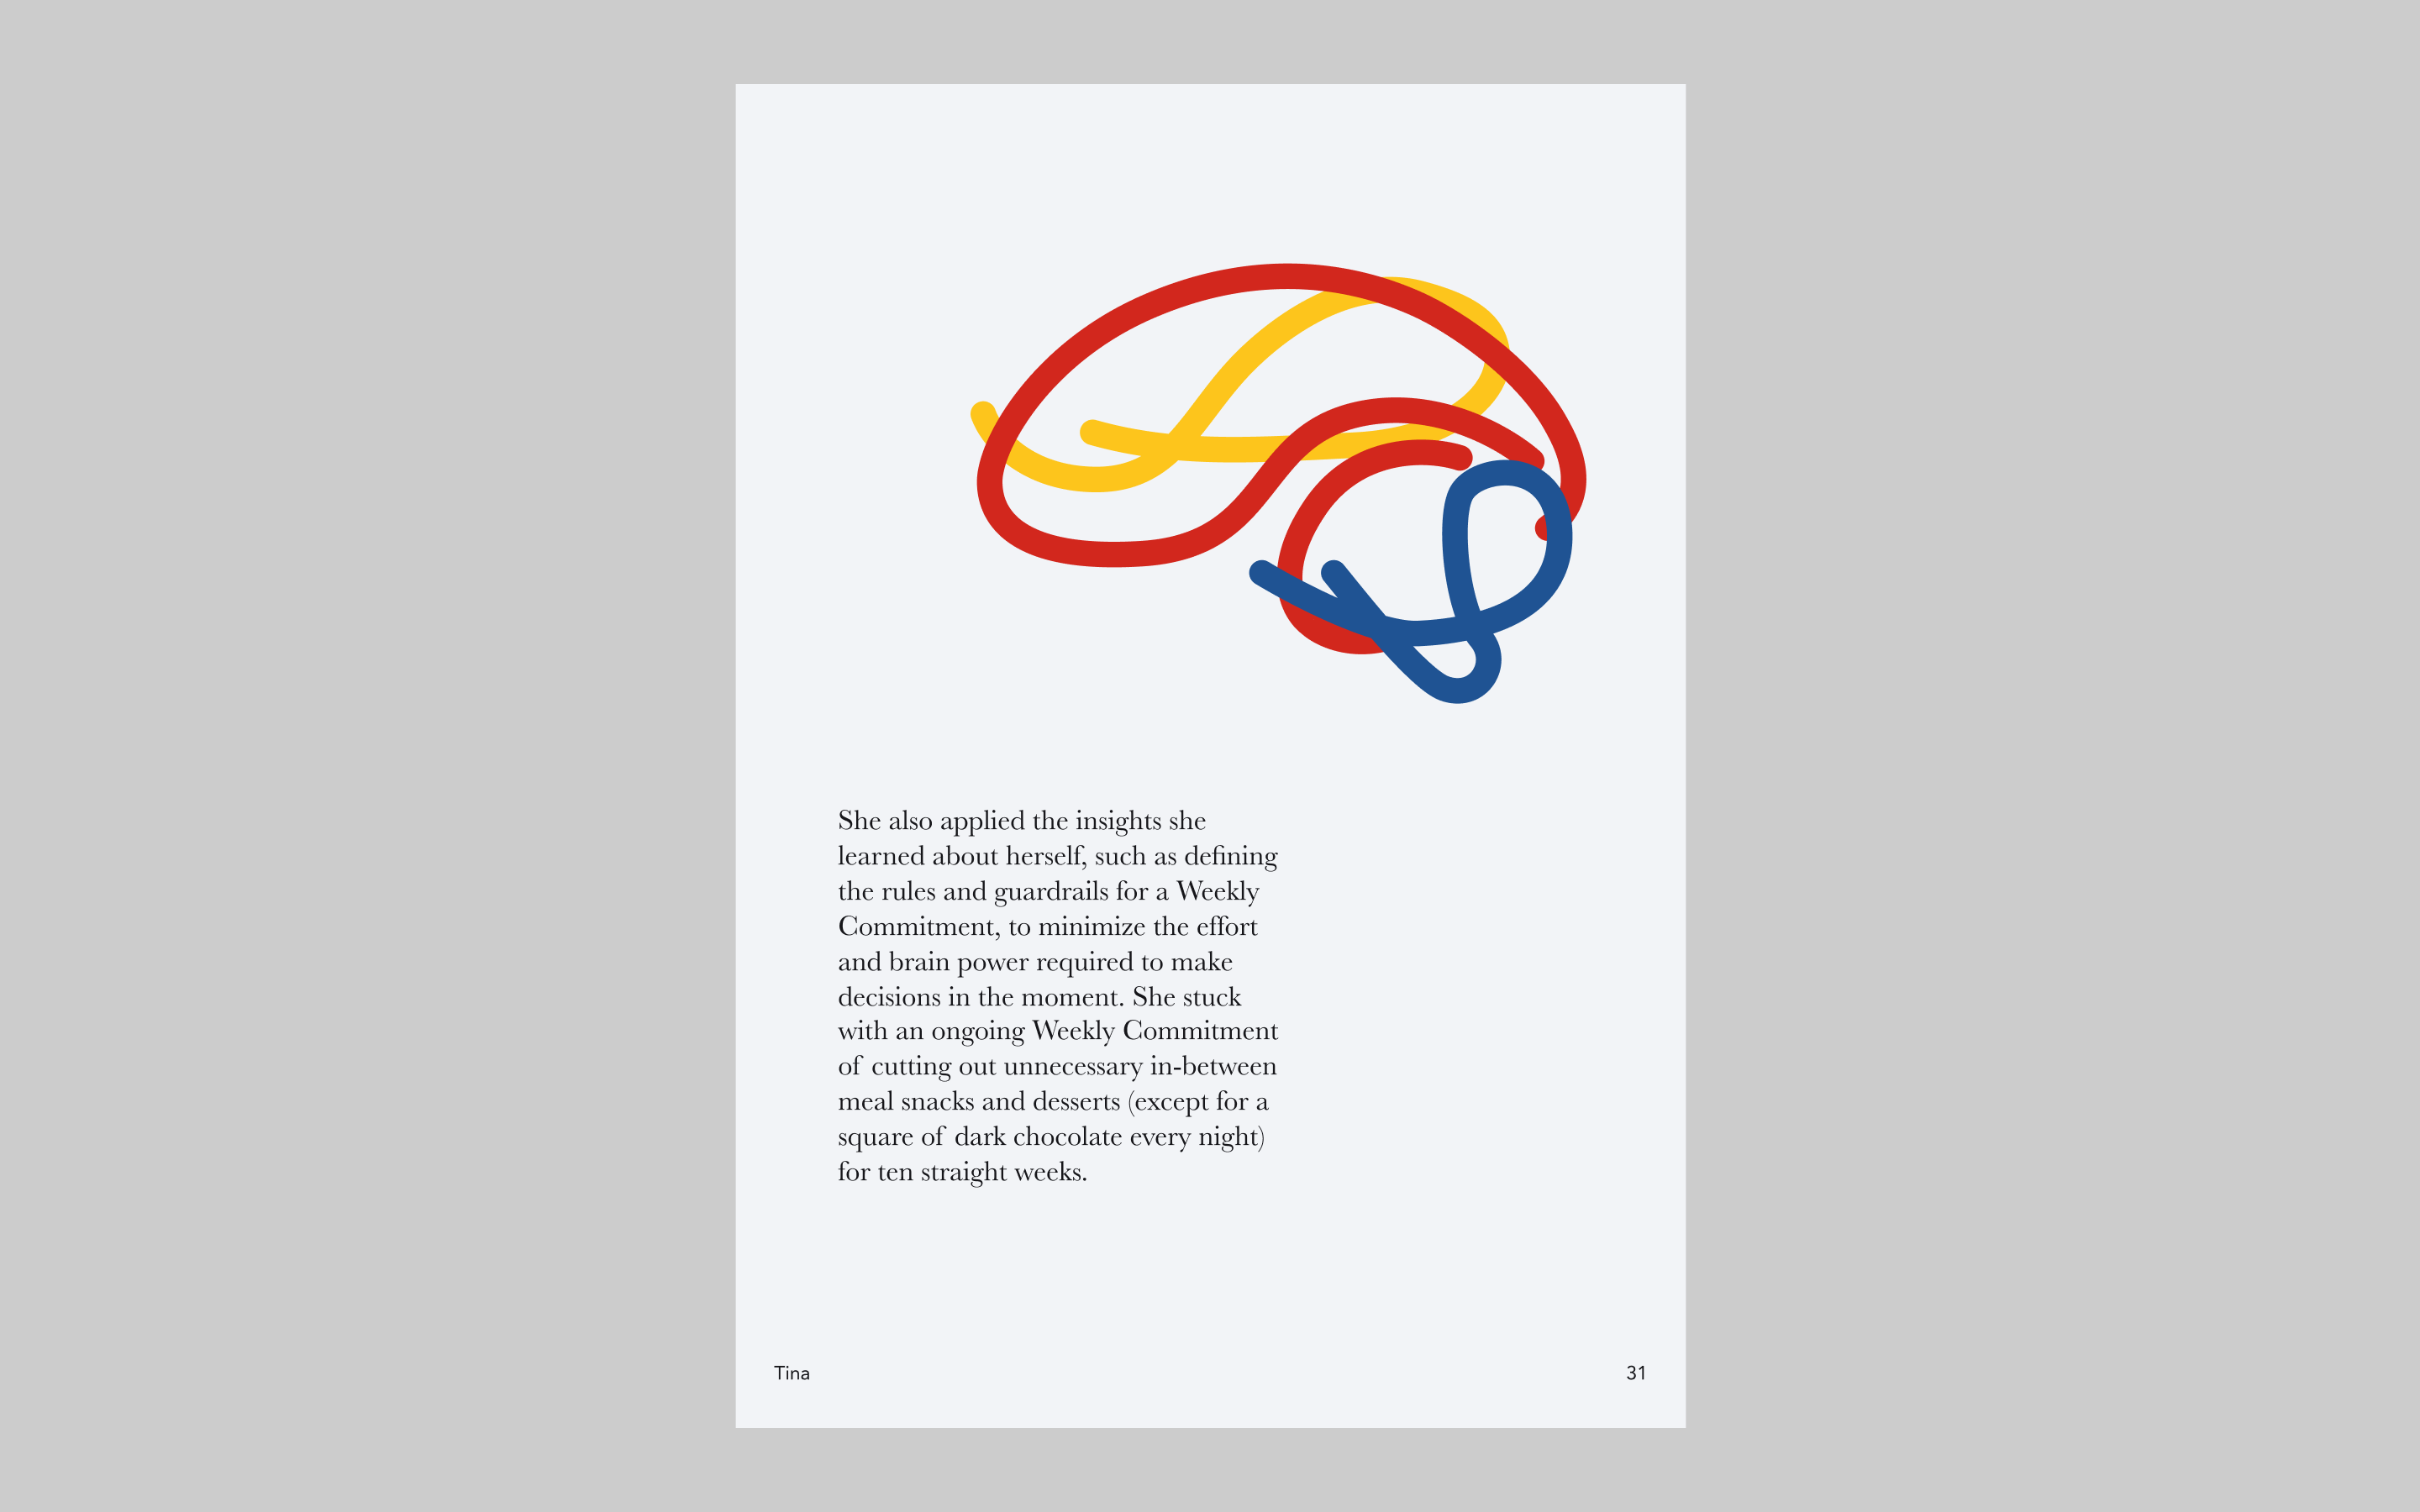 She also applied the insights she
learned about herself, such as defining
the rules and guardrails for a Weekly
Commitment, to minimize the effort
and brain power required to make
decisions in the moment. She stuck
with an ongoing Weekly Commitment
of cutting out unnecessary in-between
meal snacks and desserts (except for a
square of dark chocolate every night)
for ten straight weeks.
Tina
31